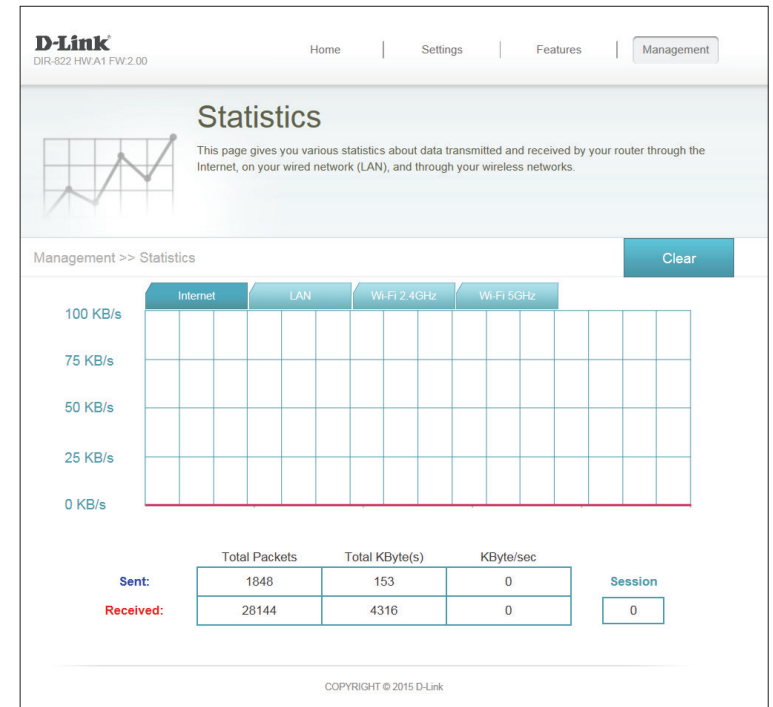 D-Link
DIR-822 HW:A1 FW:2.00
Home | Settings | Features | Management
Statistics
This page gives you various statistics about data transmitted and received by your router through the
Internet, on your wired network (LAN), and through your wireless networks.
Management >> Statistics
Clear
Internet LAN Wi-Fi 2.4GHz Wi-Fi 5GHz
100 KB/s
75 KB/s
50 KB/s
25 KB/s
0 KB/s
Total Packets Total KByte(s) KByte/sec
Sent: 1848 153 0 Session
Received: 28144 4316 0 0
COPYRIGHT © 2015 D-Link